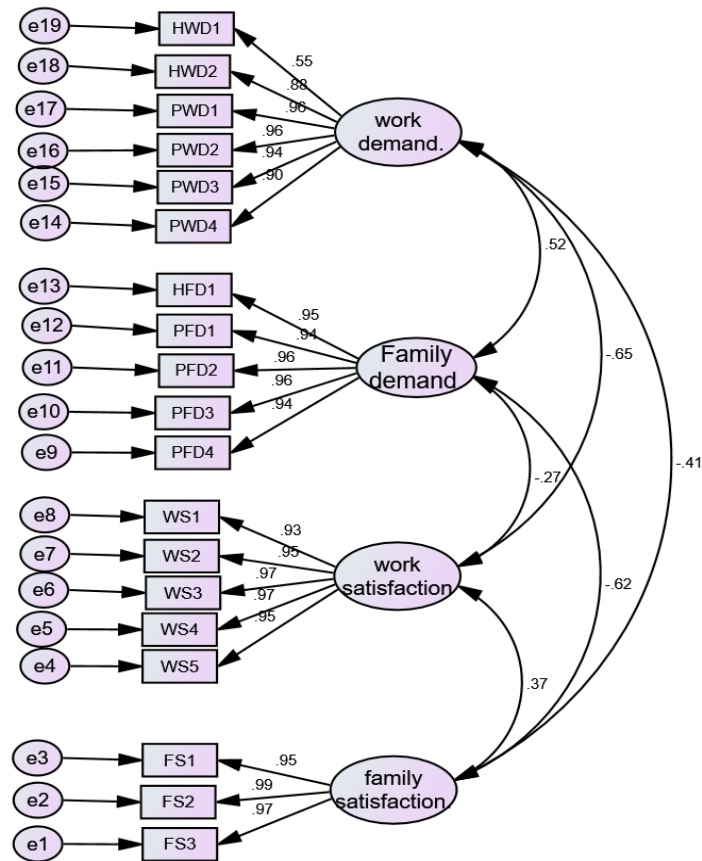 e19
HWD1
.55
e18
HWD2
.88
e17
PWD1
.96
e16
PWD2
.96
e15
PWD3
.94
e14
PWD4
.90
work
demand.
.52
e13
HFD1
.95
e12
PFD1
.94
e11
PFD2
.96
e10
PFD3
.96
e9
PFD4
.94
Family
demand
-.65
-.41
-.27
e8
WS1
.93
e7
WS2
.95
e6
WS3
.97
e5
WS4
.97
e4
WS5
.95
work
satisfaction
-.62
.37
e3
FS1
.95
e2
FS2
.99
e1
FS3
.97
family
satisfaction